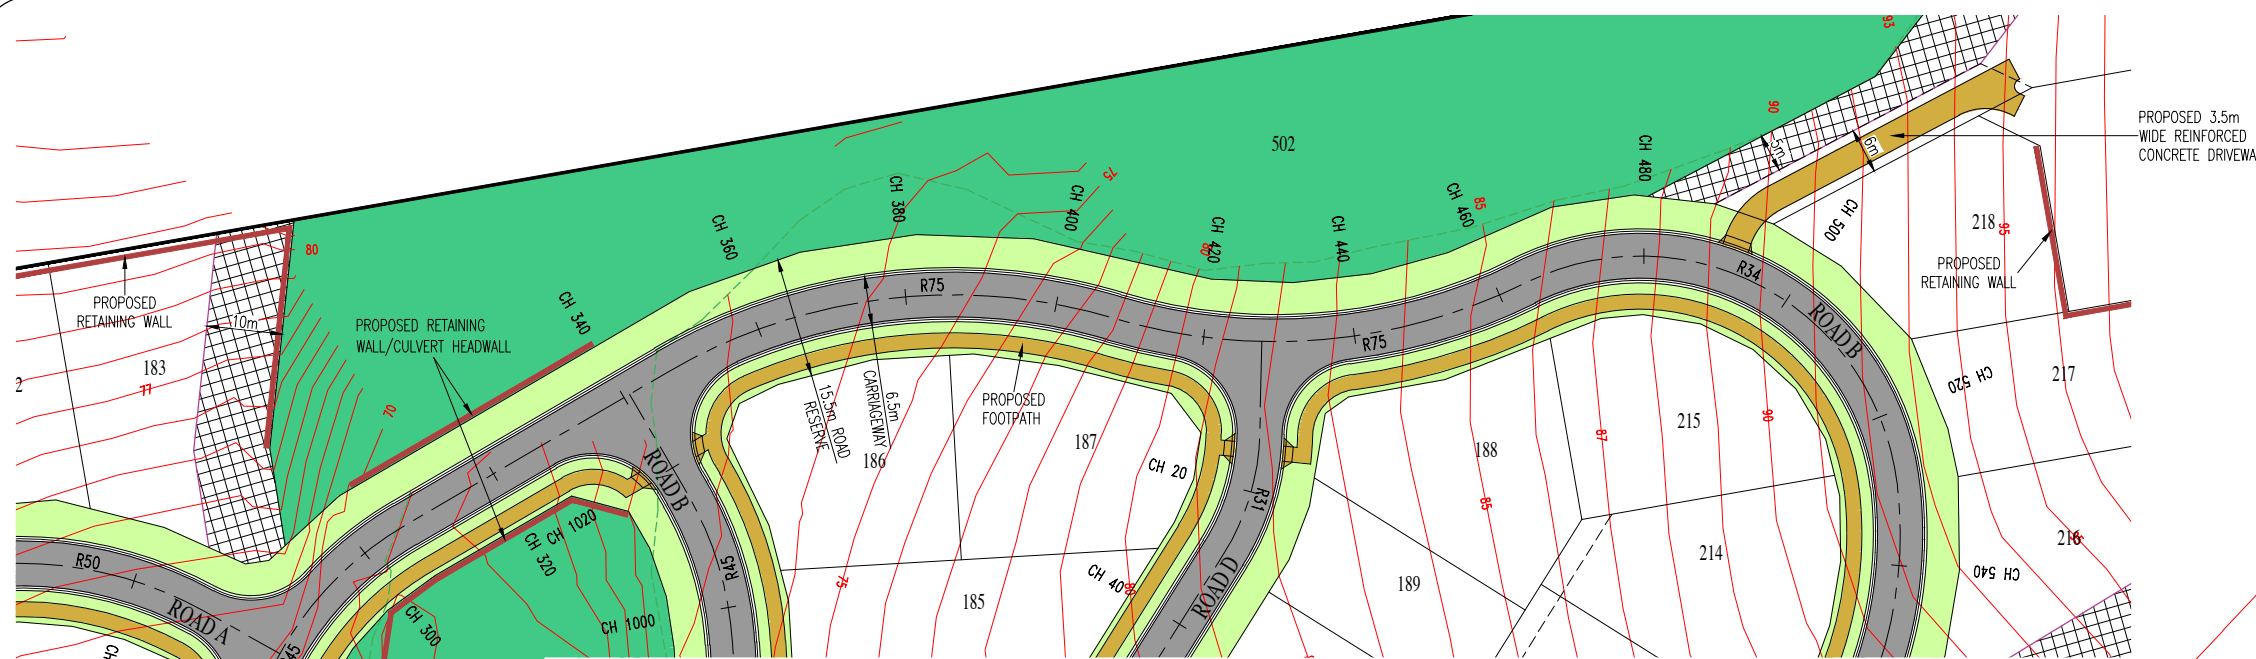 93
502
90
PROPOSED 3.5m
WIDE REINFORCED
CONCRETE DRIVEWA
5m
6m
CH 480
75
CH 380
CH 400
CH 460
85
CH 500
218
95
CH 360
CH 420
80
CH 440
80
PROPOSED
RETAINING WALL
R34
PROPOSED
RETAINING WALL
10m
CH 340
R75
ROAD B
PROPOSED RETAINING
WALL/CULVERT HEADWALL
R75
183
77
2
70
15.5m ROAD
RESERVE
6.5m
CARRIAGEWAY
PROPOSED
FOOTPATH
CH 520
217
186
187
188
87
215
90
CH 20
ROAD B
R31
85
CH 1020
CH 320
R50
R45
75
CH 40
80
ROAD D
189
214
216
CH 540
185
ROAD A
CH 300
CH 1000
45
CH